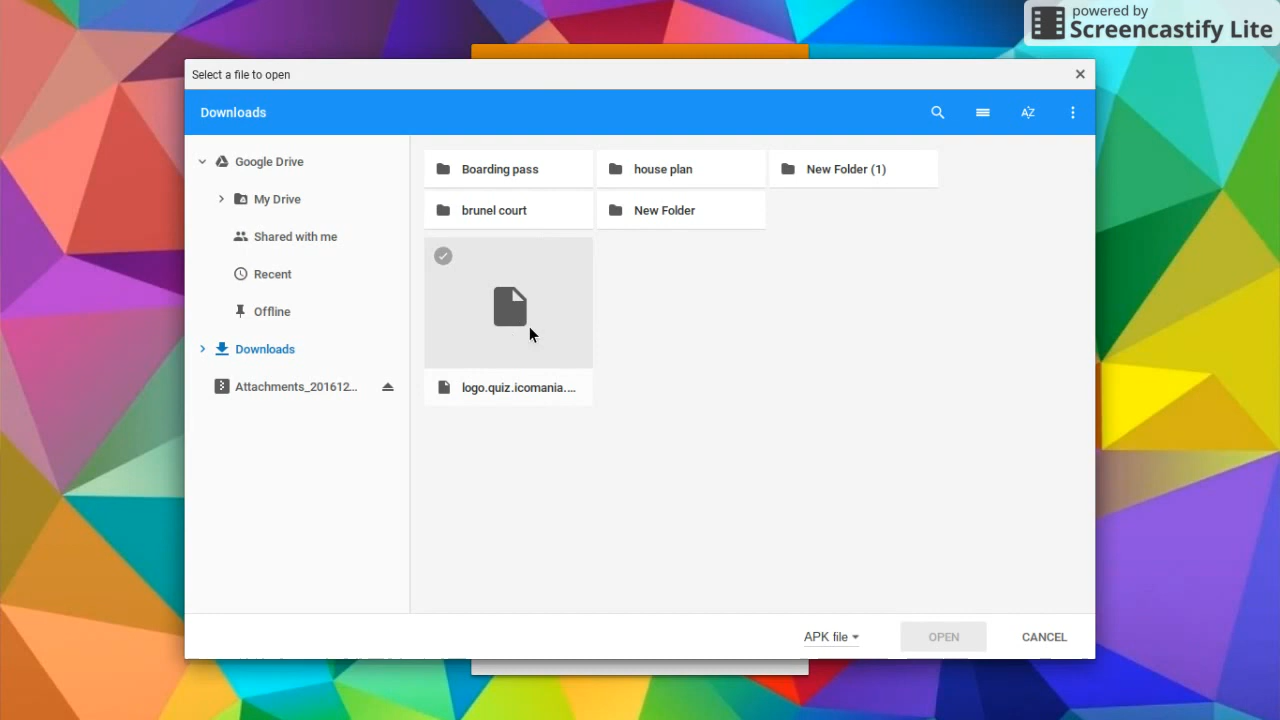 powered by
Screencastify Lite
Select a file to open
Downloads
AZ
Google Drive
My Drive
Shared with me
Recent
Offline
Downloads
Attachments_201612...
Boarding pass
house plan
New Folder (1)
brunel court
New Folder
logo.quiz.icomania....
APK file
OPEN
CANCEL